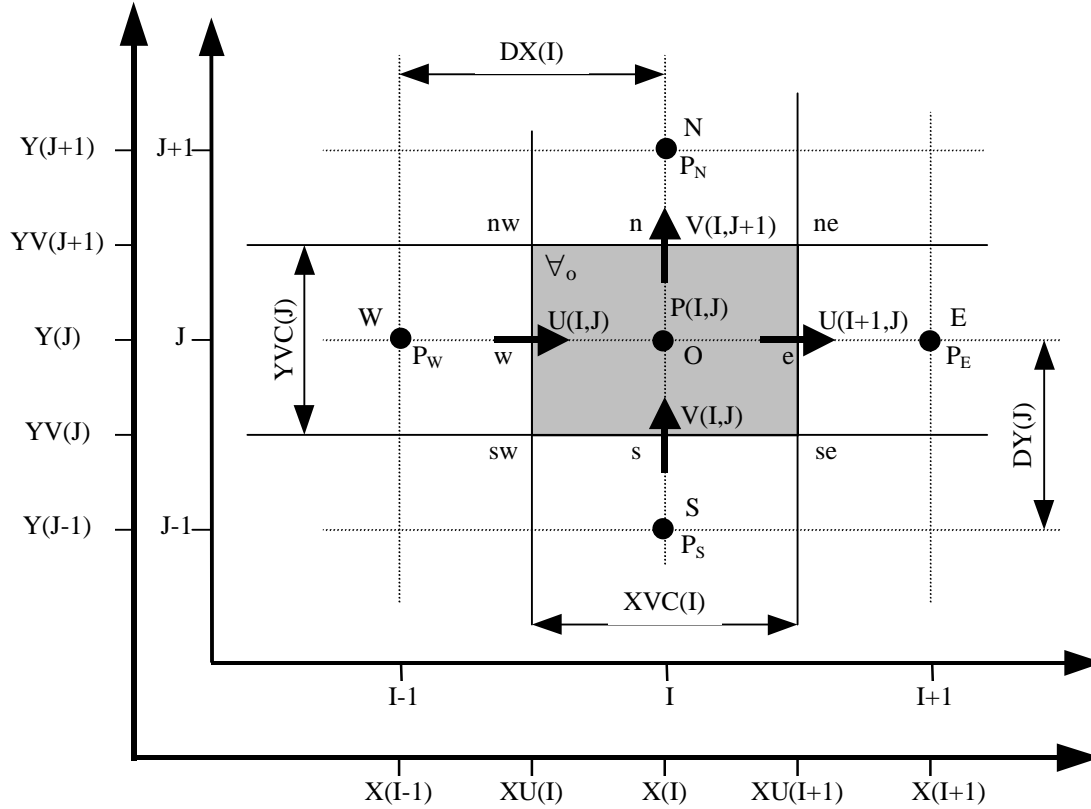 DX(I)
Y(J+1) J+1 N
P_N
YV(J+1) nw n V(I,J+1) ne
∀_o
P(I,J)
Y(J) J W U(I,J) U(I+1,J) E
YVC(J) P_W w O e P_E
V(I,J)
YV(J) DY(J)
sw s se
S
Y(J-1) J-1
P_S
XVC(I)
I-1 I I+1
X(I-1) XU(I) X(I) XU(I+1) X(I+1)